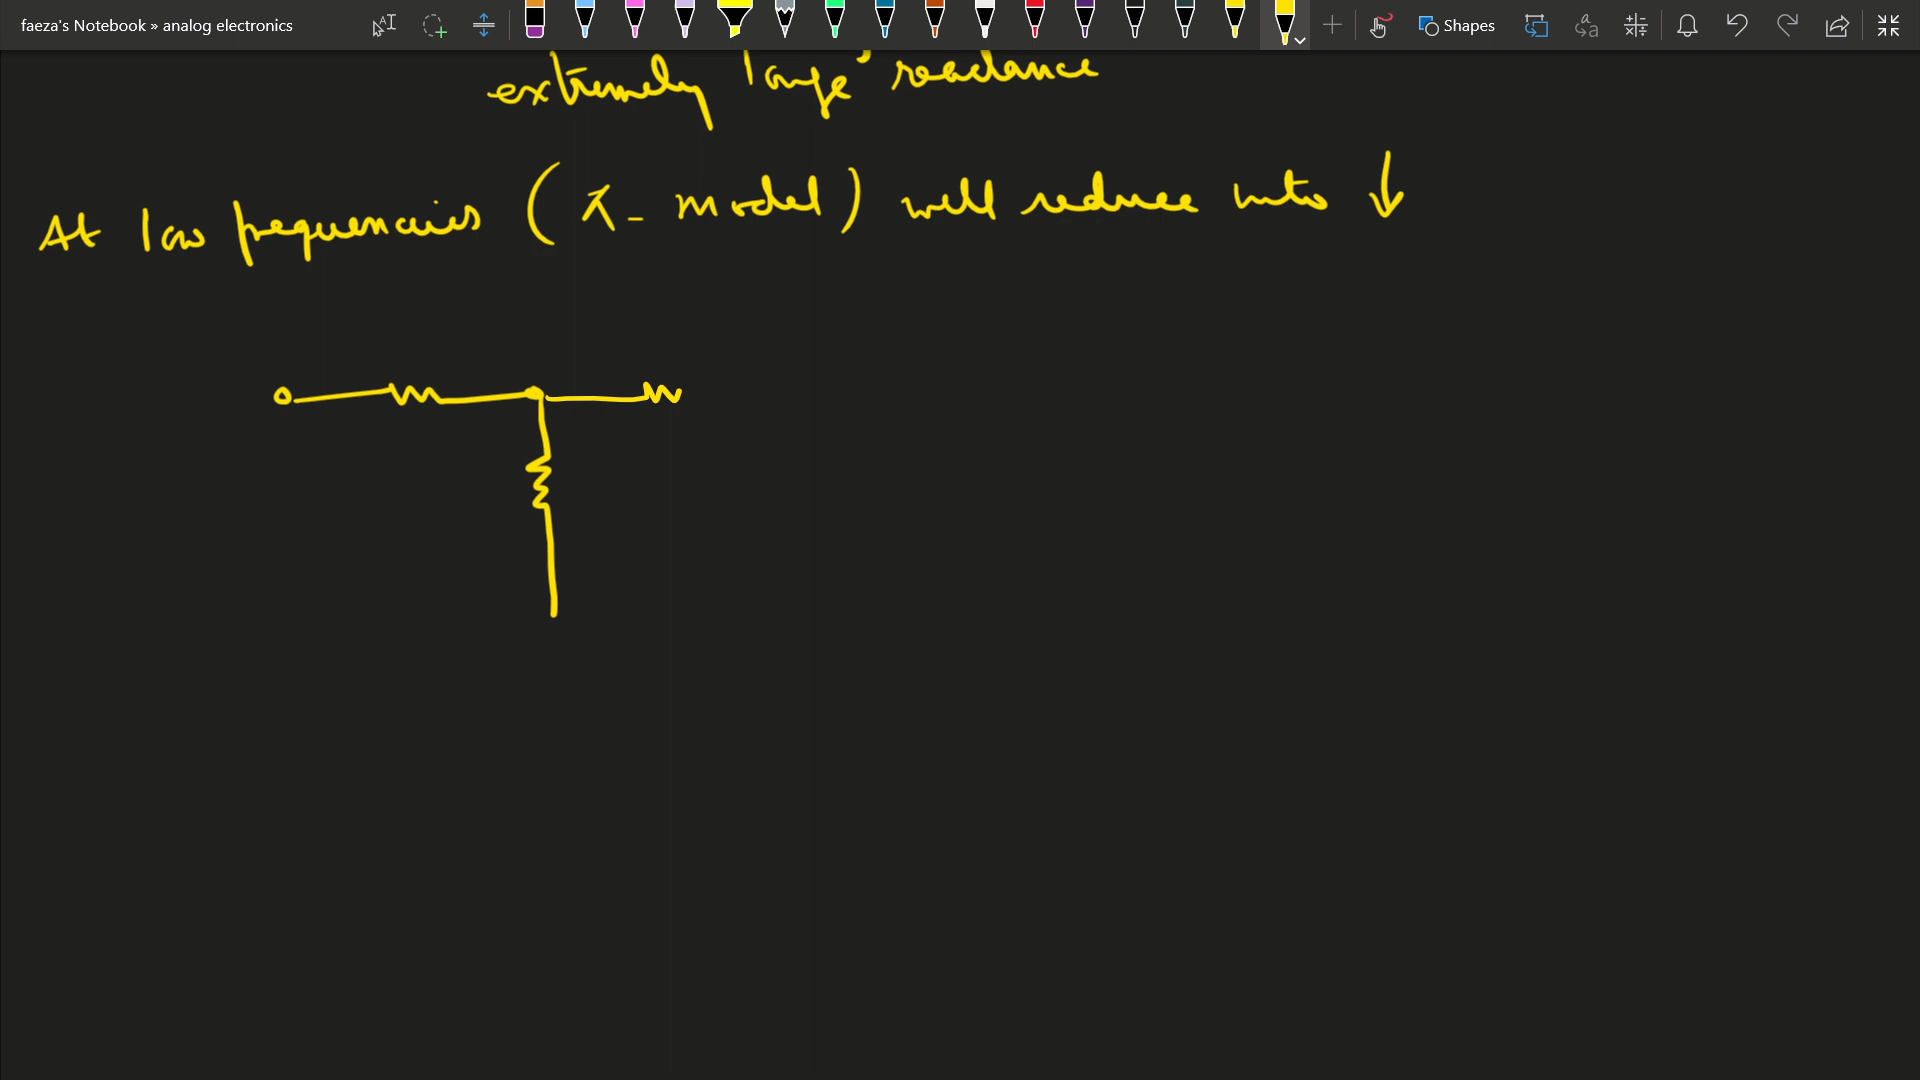 faeza's Notebook » analog electronics
Shapes
extremely large reactance
At low frequencies (π - model) will reduce into ↓